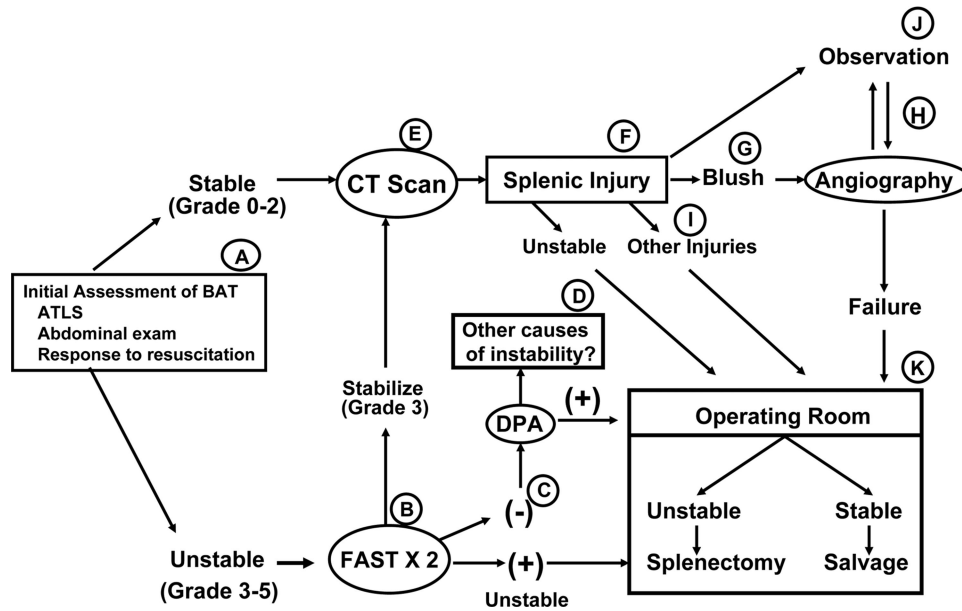 J
Observation
H
E
F
G
CT Scan
Splenic Injury
Blush
Angiography
Stable
(Grade 0-2)
I
Unstable
Other Injuries
A
Initial Assessment of BAT
ATLS
Abdominal exam
Response to resuscitation
D
Other causes
of instability?
Failure
K
Stabilize
(Grade 3)
(+)
DPA
Operating Room
C
(-)
B
Unstable
Stable
Unstable
(Grade 3-5)
FAST X 2
(+)
Unstable
Splenectomy
Salvage